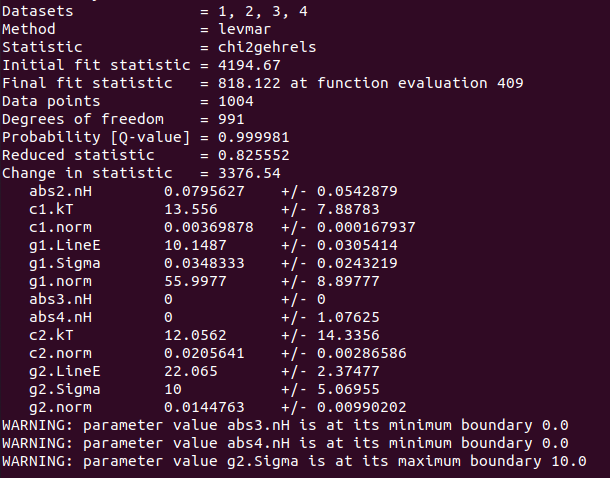 Datasets              = 1, 2, 3, 4
Method                = levmar
Statistic             = chi2gehrels
Initial fit statistic = 4194.67
Final fit statistic   = 818.122 at function evaluation 409
Data points           = 1004
Degrees of freedom    = 991
Probability [Q-value] = 0.999981
Reduced statistic     = 0.825552
Change in statistic   = 3376.54
   abs2.nH        0.0795627    +/- 0.0542879
   c1.kT          13.556       +/- 7.88783
   c1.norm        0.00369878   +/- 0.000167937
   g1.LineE       10.1487      +/- 0.0305414
   g1.Sigma       0.0348333    +/- 0.0243219
   g1.norm        55.9977      +/- 8.89777
   abs3.nH        0            +/- 0
   abs4.nH        0            +/- 1.07625
   c2.kT          12.0562      +/- 14.3356
   c2.norm        0.0205641    +/- 0.00286586
   g2.LineE       22.065       +/- 2.37477
   g2.Sigma       10           +/- 5.06955
   g2.norm        0.0144763    +/- 0.00990202
WARNING: parameter value abs3.nH is at its minimum boundary 0.0
WARNING: parameter value abs4.nH is at its minimum boundary 0.0
WARNING: parameter value g2.Sigma is at its maximum boundary 10.0